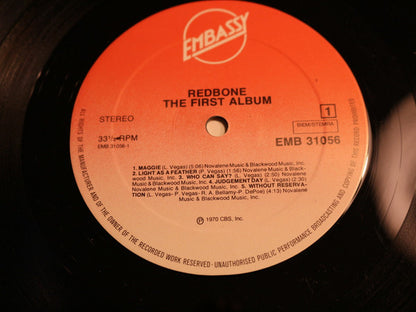 EMBASSY
REDBONE
THE FIRST ALBUM
STEREO
33⅓ RPM
EMB 31056-1
1
BIEM/STEMRA
EMB 31056
1. MAGGIE (L. Vegas) (5:06) Novalene Music & Blackwood Music, Inc.
2. LIGHT AS A FEATHER (P. Vegas) (1:56) Novalene Music & Blackwood
Music, Inc. 3. WHO CAN SAY? (L. Vegas) (2:50) Novalene Music &
Blackwood Music, Inc. 4. JUDGEMENT DAY (L. Vegas) (2:30)
Novalene Music & Blackwood Music, Inc. 5. WITHOUT RESERVA-
TION (L. Vegas- P. Vegas- R. A. Bellamy- P. DePoe) (4:13) Novalene
Music & Blackwood Music, Inc.
Ⓟ 1970 CBS, Inc.
ALL RIGHTS OF THE MANUFACTURER AND OF THE OWNER OF THE RECORDED WORK RESERVED - UNAUTHORISED PUBLIC PERFORMANCE BROADCASTING AND COPYING OF THIS RECORD PROHIBITED